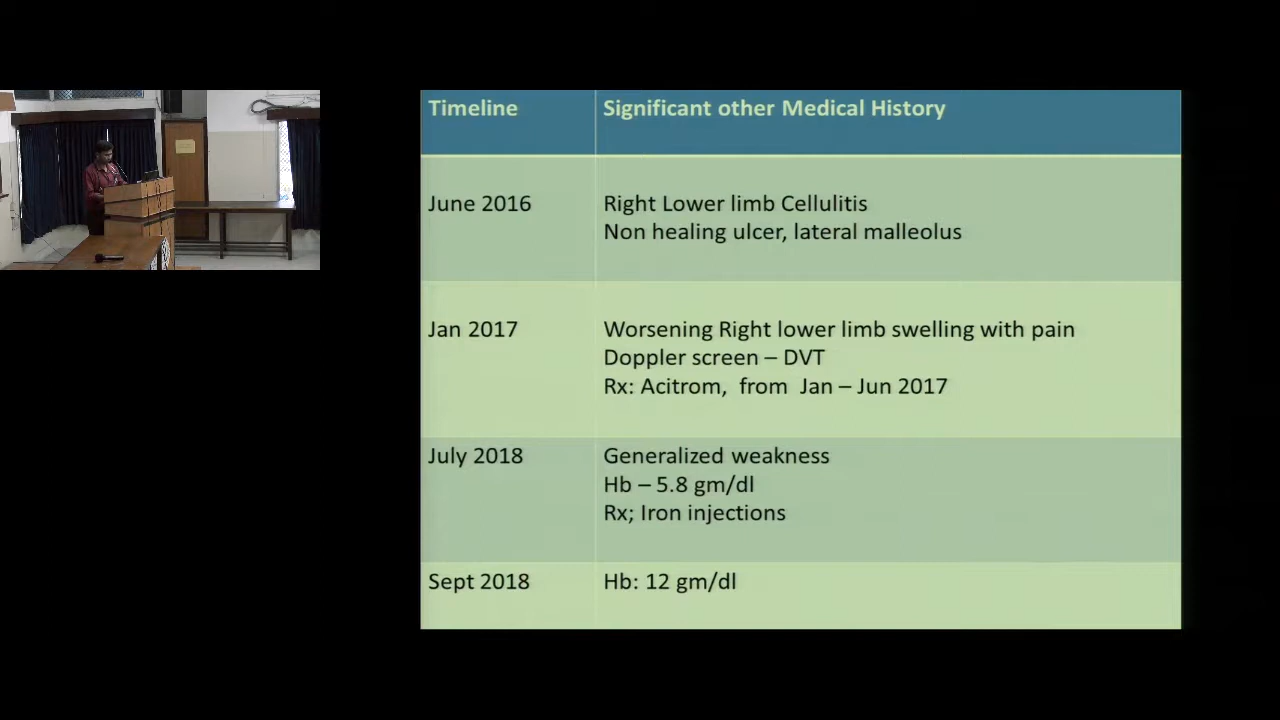 Timeline Significant other Medical History
June 2016 Right Lower limb Cellulitis
Non healing ulcer, lateral malleolus
Jan 2017 Worsening Right lower limb swelling with pain
Doppler screen – DVT
Rx: Acitrom, from Jan – Jun 2017
July 2018 Generalized weakness
Hb – 5.8 gm/dl
Rx; Iron injections
Sept 2018 Hb: 12 gm/dl